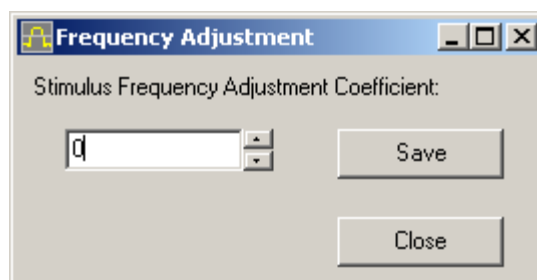 Frequency Adjustment
Stimulus Frequency Adjustment Coefficient:
0
Save
Close